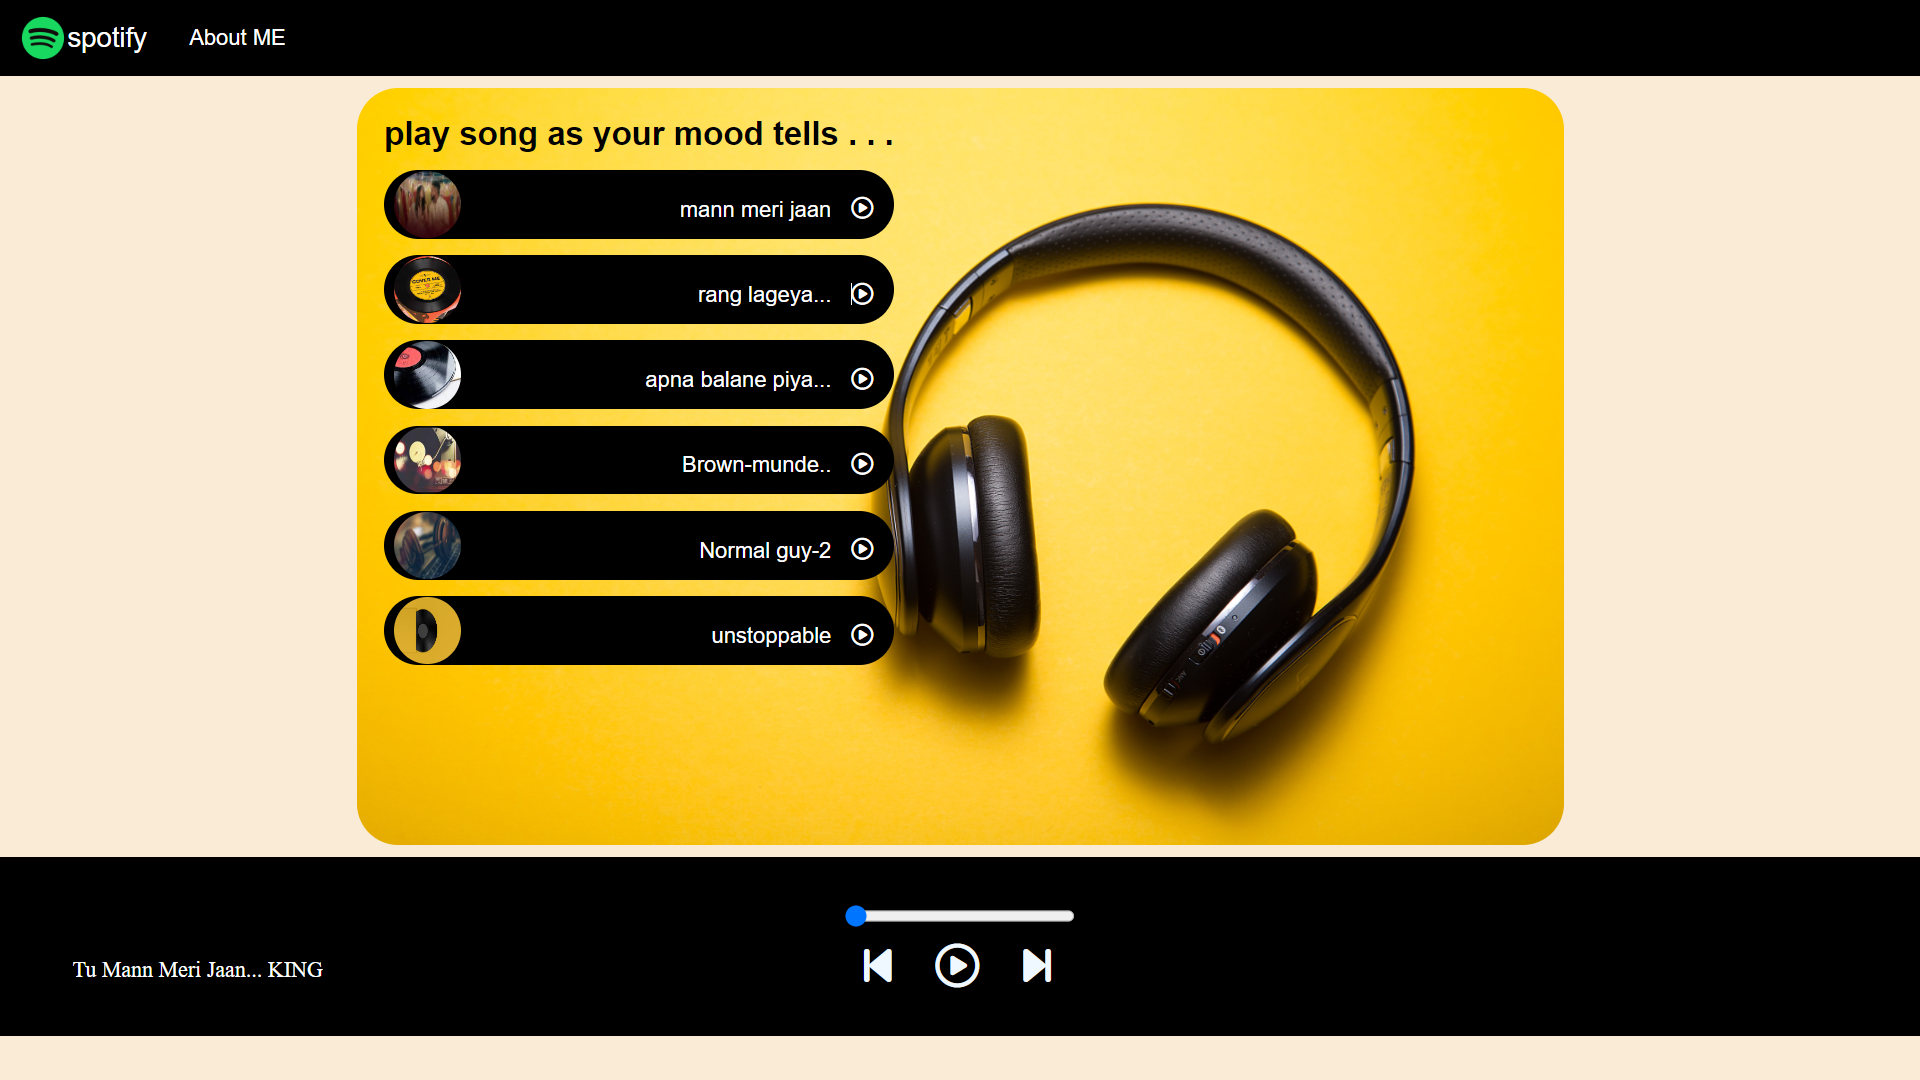 spotify
About ME
play song as your mood tells . . .
mann meri jaan
rang lageya...
apna balane piya...
Brown-munde..
Normal guy-2
unstoppable
Tu Mann Meri Jaan... KING